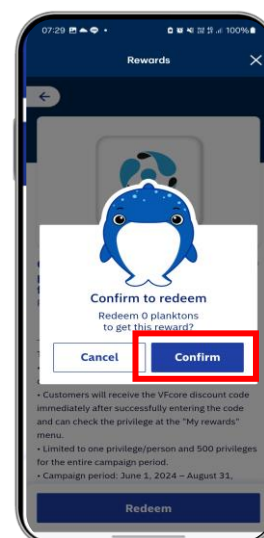 07:29
100%
Rewards
Confirm to redeem
Redeem 0 planktons
to get this reward?
Cancel
Confirm
• Customers will receive the VFcore discount code
immediately after successfully entering the code
and can check the privilege at the "My rewards"
menu.
• Limited to one privilege/person and 500 privileges
for the entire campaign period.
• Campaign period: June 1, 2024 – August 31,
Redeem